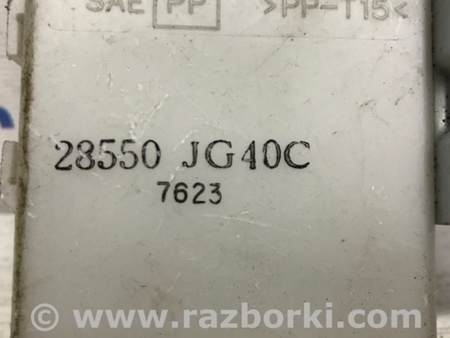 SAE PP >PP-T15<
28550 JG40C
7623
© www.razborki.com